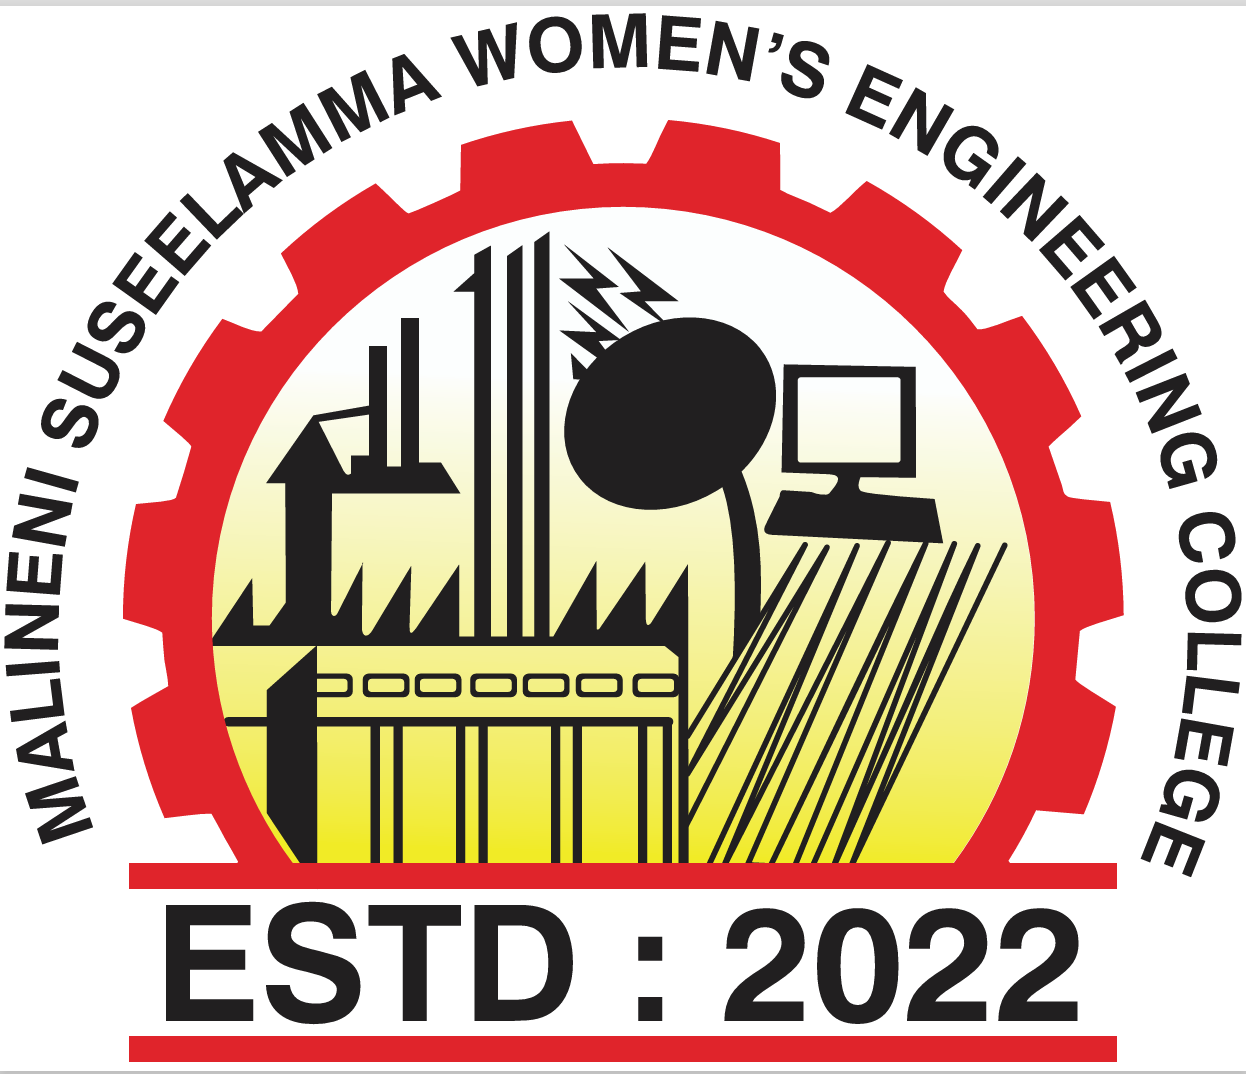 MALINENI SUSEELAMMA WOMEN'S ENGINEERING COLLEGE
ESTD : 2022